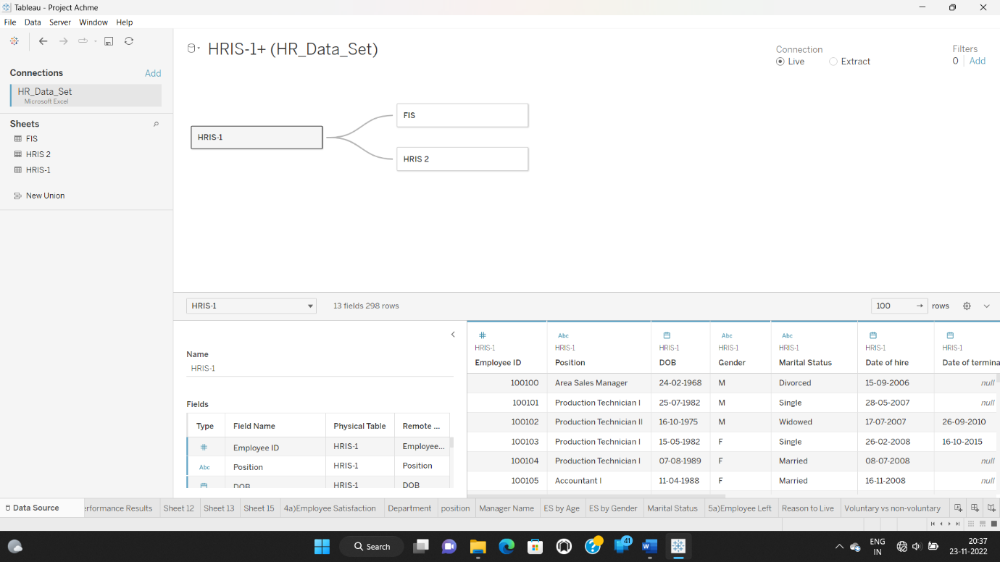 Tableau - Project Achme
File Data Server Window Help
Connections Add
HR_Data_Set
Microsoft Excel
Sheets
FIS
HRIS 2
HRIS-1
New Union
HRIS-1+ (HR_Data_Set)
Connection
Live Extract
Filters
0 Add
HRIS-1
FIS
HRIS 2
HRIS-1 13 fields 298 rows 100 rows
Name
HRIS-1
Fields
Type Field Name Physical Table Remote ...
Employee ID HRIS-1 Employee...
Abc Position HRIS-1 Position
DOB HRIS-1 DOB
# Abc Abc Abc
HRIS-1 HRIS-1 HRIS-1 HRIS-1 HRIS-1 HRIS-1 HRIS-1
Employee ID Position DOB Gender Marital Status Date of hire Date of termina
100100 Area Sales Manager 24-02-1968 M Divorced 15-09-2006 null
100101 Production Technician I 25-07-1982 M Single 28-05-2007 null
100102 Production Technician II 16-10-1975 M Widowed 17-07-2007 26-09-2010
100103 Production Technician I 15-05-1982 F Single 26-02-2008 16-10-2015
100104 Production Technician I 07-08-1989 F Married 08-07-2008 null
100105 Accountant I 11-04-1988 F Married 16-11-2008 null
Data Source erformance Results Sheet 12 Sheet 13 Sheet 15 4a)Employee Satisfaction Department position Manager Name ES by Age ES by Gender Marital Status 5a)Employee Left Reason to Live Voluntary vs non-voluntary
Search 41 ENG IN 20:37
23-11-2022